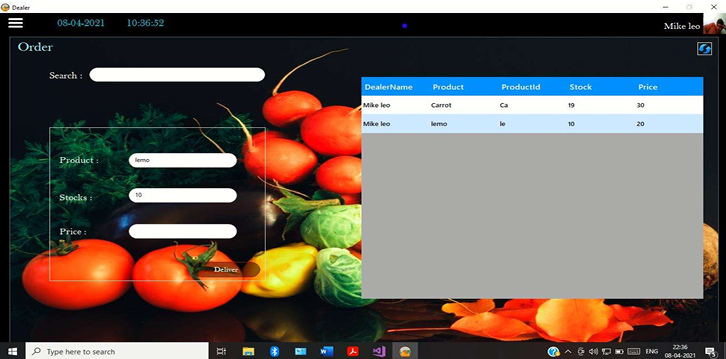 Dealer
08-04-2021 10:36:52 Mike leo
Order
Search :
DealerName Product ProductId Stock Price
Mike leo Carrot Ca 19 30
Mike leo lemo le 10 20
Product : lemo
Stocks : 10
Price :
Deliver
Type here to search
ENG
22:36
08-04-2021